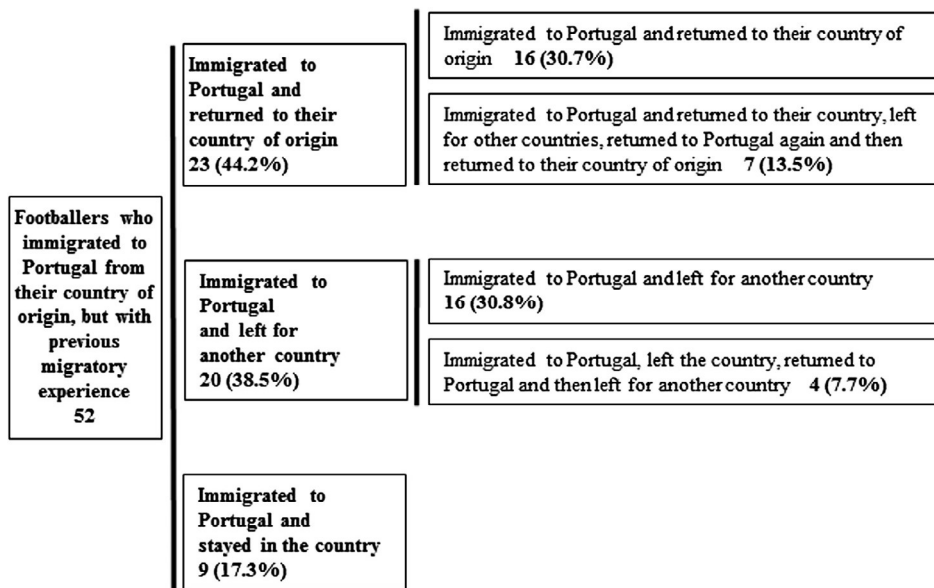 Footballers who
immigrated to
Portugal from
their country of
origin, but with
previous
migratory
experience
52
Immigrated to
Portugal and
returned to their
country of origin
23 (44.2%)
Immigrated to Portugal and returned to their country of
origin 16 (30.7%)
Immigrated to Portugal and returned to their country, left
for other countries, returned to Portugal again and then
returned to their country of origin 7 (13.5%)
Immigrated to
Portugal
and left for
another country
20 (38.5%)
Immigrated to Portugal and left for another country
16 (30.8%)
Immigrated to Portugal, left the country, returned to
Portugal and then left for another country 4 (7.7%)
Immigrated to
Portugal and
stayed in the country
9 (17.3%)